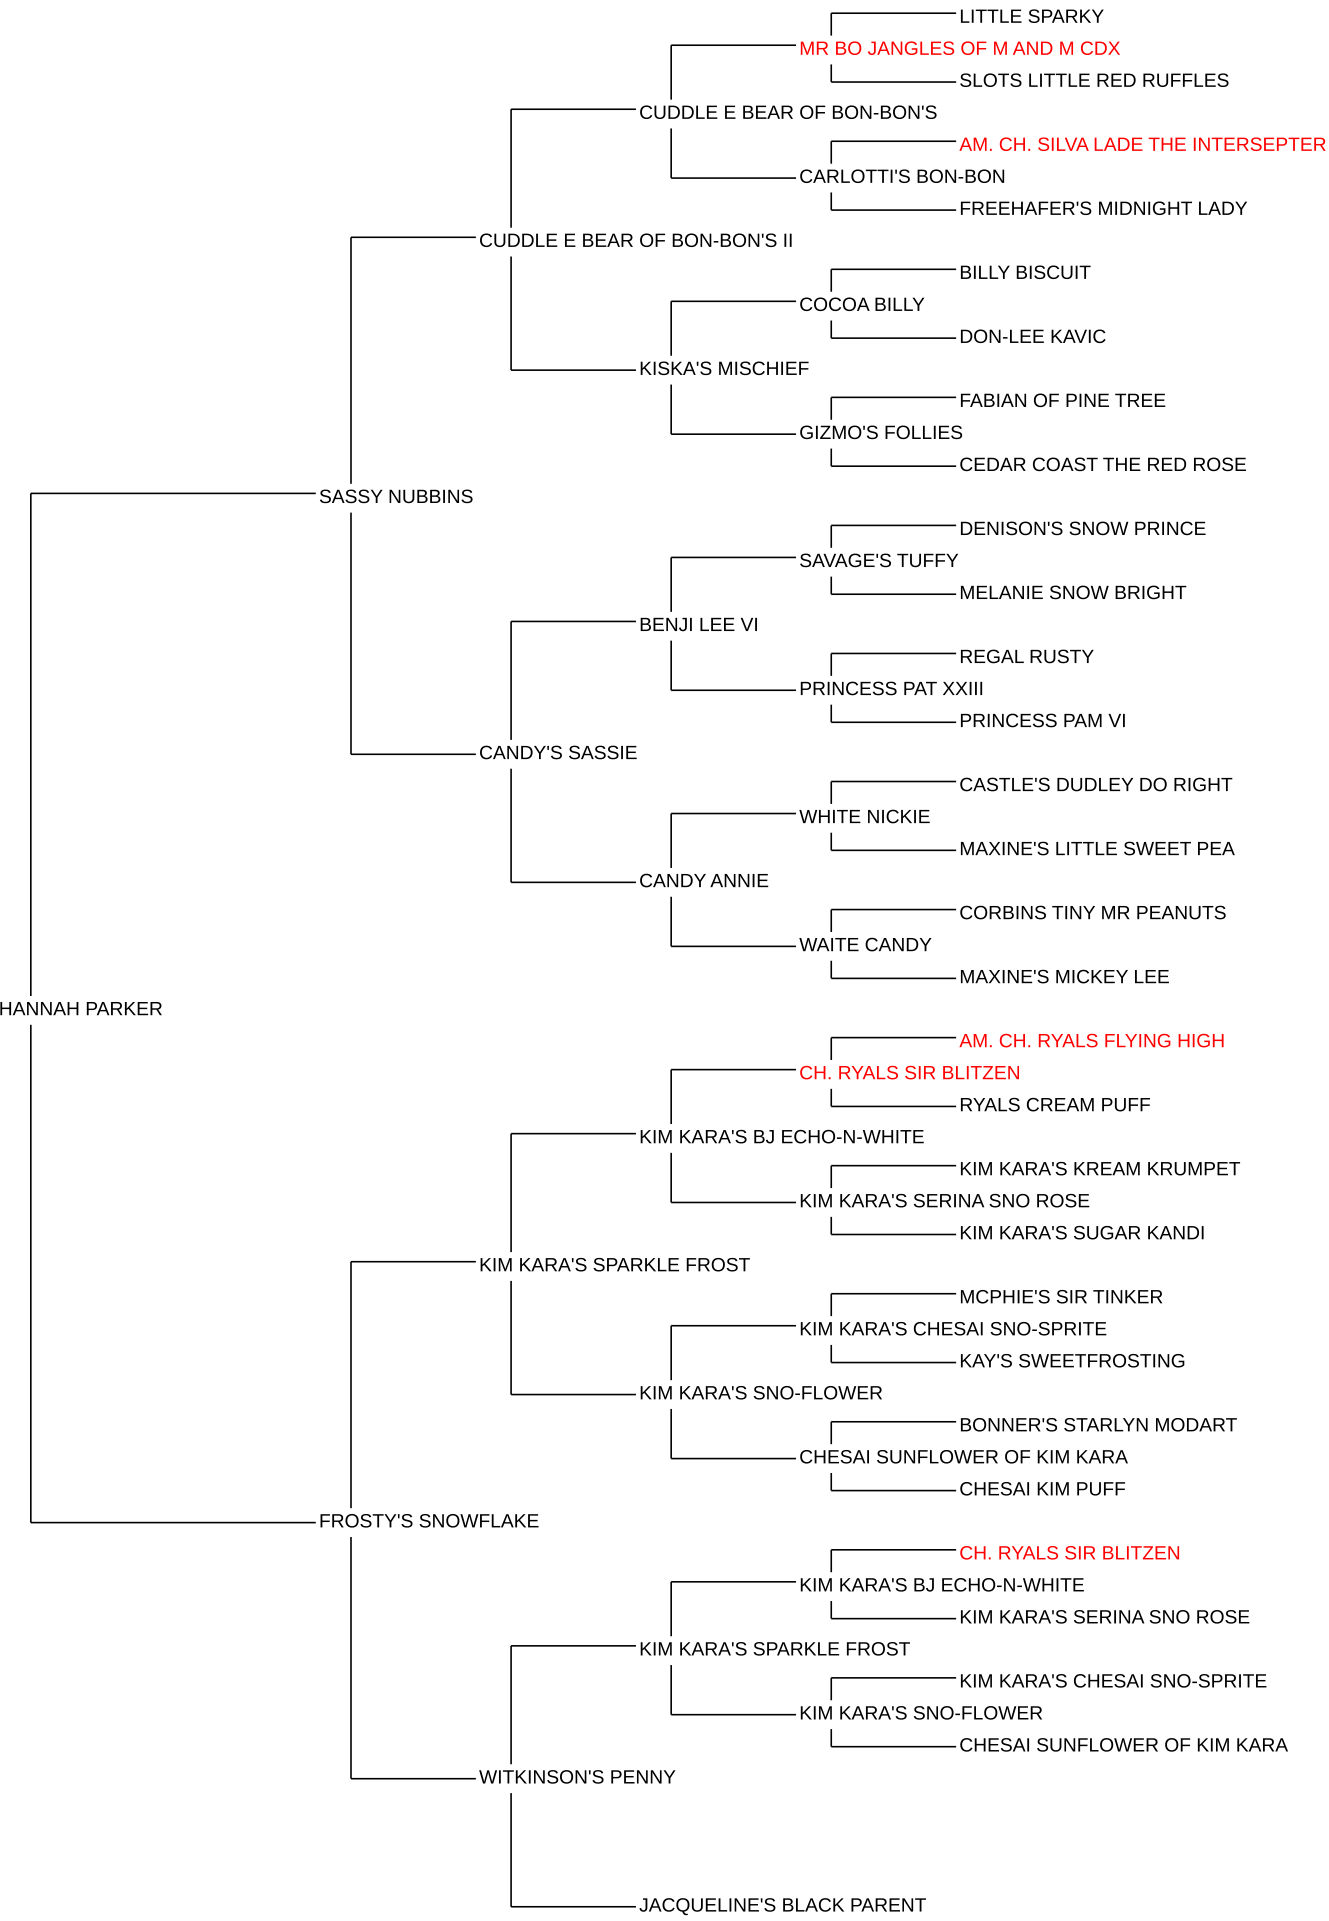 LITTLE SPARKY
MR BO JANGLES OF M AND M CDX
SLOTS LITTLE RED RUFFLES
CUDDLE E BEAR OF BON-BON'S
AM. CH. SILVA LADE THE INTERSEPTER
CARLOTTI'S BON-BON
FREEHAFER'S MIDNIGHT LADY
CUDDLE E BEAR OF BON-BON'S II
BILLY BISCUIT
COCOA BILLY
DON-LEE KAVIC
KISKA'S MISCHIEF
FABIAN OF PINE TREE
GIZMO'S FOLLIES
CEDAR COAST THE RED ROSE
SASSY NUBBINS
DENISON'S SNOW PRINCE
SAVAGE'S TUFFY
MELANIE SNOW BRIGHT
BENJI LEE VI
REGAL RUSTY
PRINCESS PAT XXIII
PRINCESS PAM VI
CANDY'S SASSIE
CASTLE'S DUDLEY DO RIGHT
WHITE NICKIE
MAXINE'S LITTLE SWEET PEA
CANDY ANNIE
CORBINS TINY MR PEANUTS
WAITE CANDY
MAXINE'S MICKEY LEE
HANNAH PARKER
AM. CH. RYALS FLYING HIGH
CH. RYALS SIR BLITZEN
RYALS CREAM PUFF
KIM KARA'S BJ ECHO-N-WHITE
KIM KARA'S KREAM KRUMPET
KIM KARA'S SERINA SNO ROSE
KIM KARA'S SUGAR KANDI
KIM KARA'S SPARKLE FROST
MCPHIE'S SIR TINKER
KIM KARA'S CHESAI SNO-SPRITE
KAY'S SWEETFROSTING
KIM KARA'S SNO-FLOWER
BONNER'S STARLYN MODART
CHESAI SUNFLOWER OF KIM KARA
CHESAI KIM PUFF
FROSTY'S SNOWFLAKE
CH. RYALS SIR BLITZEN
KIM KARA'S BJ ECHO-N-WHITE
KIM KARA'S SERINA SNO ROSE
KIM KARA'S SPARKLE FROST
KIM KARA'S CHESAI SNO-SPRITE
KIM KARA'S SNO-FLOWER
CHESAI SUNFLOWER OF KIM KARA
WITKINSON'S PENNY
JACQUELINE'S BLACK PARENT